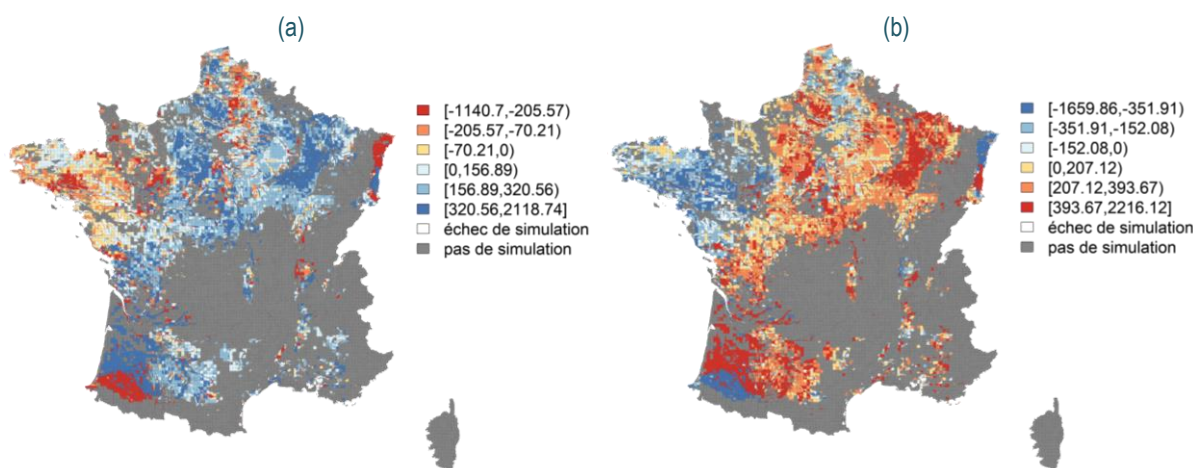 (a)
[-1140.7,-205.57)
[-205.57,-70.21)
[-70.21,0)
[0,156.89)
[156.89,320.56)
[320.56,2118.74]
échec de simulation
pas de simulation
(b)
[-1659.86,-351.91)
[-351.91,-152.08)
[-152.08,0)
[0,207.12)
[207.12,393.67)
[393.67,2216.12]
échec de simulation
pas de simulation